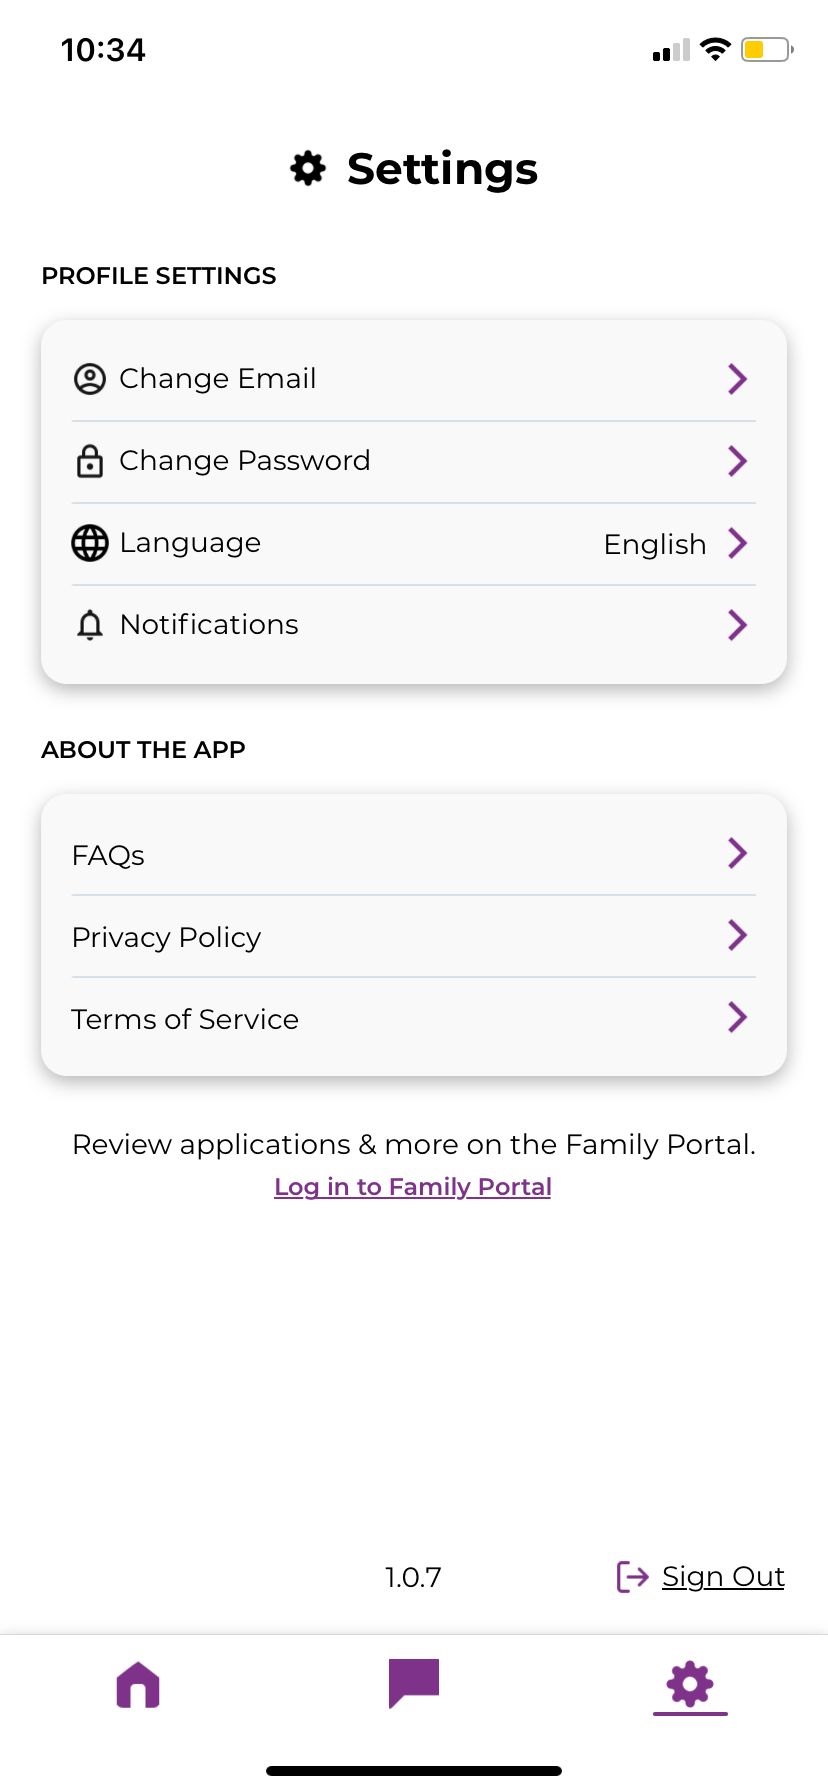 10:34
Settings
PROFILE SETTINGS
Change Email
Change Password
Language English
Notifications
ABOUT THE APP
FAQs
Privacy Policy
Terms of Service
Review applications & more on the Family Portal.
Log in to Family Portal
1.0.7 Sign Out